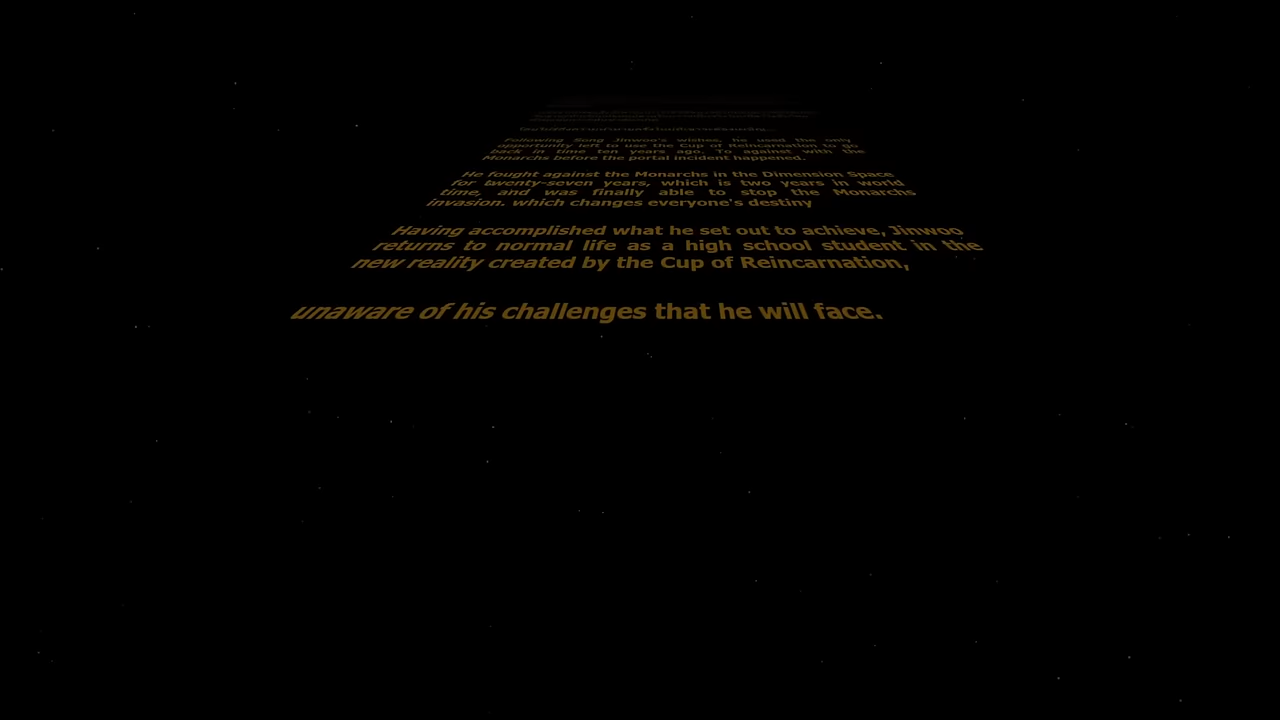 Following Sung Jinwoo's wishes, he used the only
opportunity left to use the Cup of Reincarnation to go
back in time ten years ago. To against with the
Monarchs before the portal incident happened.
He fought against the Monarchs in the Dimension Space
for twenty-seven years, which is two years in world
time, and was finally able to stop the Monarchs
invasion. which changes everyone's destiny
Having accomplished what he set out to achieve, Jinwoo
returns to normal life as a high school student in the
new reality created by the Cup of Reincarnation,
unaware of his challenges that he will face.